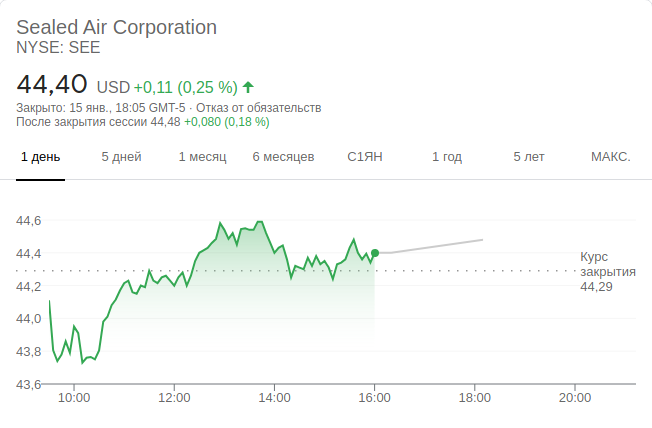 Sealed Air Corporation
NYSE: SEE
44,40 USD +0,11 (0,25 %)
Закрыто: 15 янв., 18:05 GMT-5 · Отказ от обязательств
После закрытия сессии 44,48 +0,080 (0,18 %)
1 день 5 дней 1 месяц 6 месяцев С1ЯН 1 год 5 лет МАКС.
44,6
44,4
44,2
44,0
43,8
43,6
Курс
закрытия
44,29
10:00 12:00 14:00 16:00 18:00 20:00